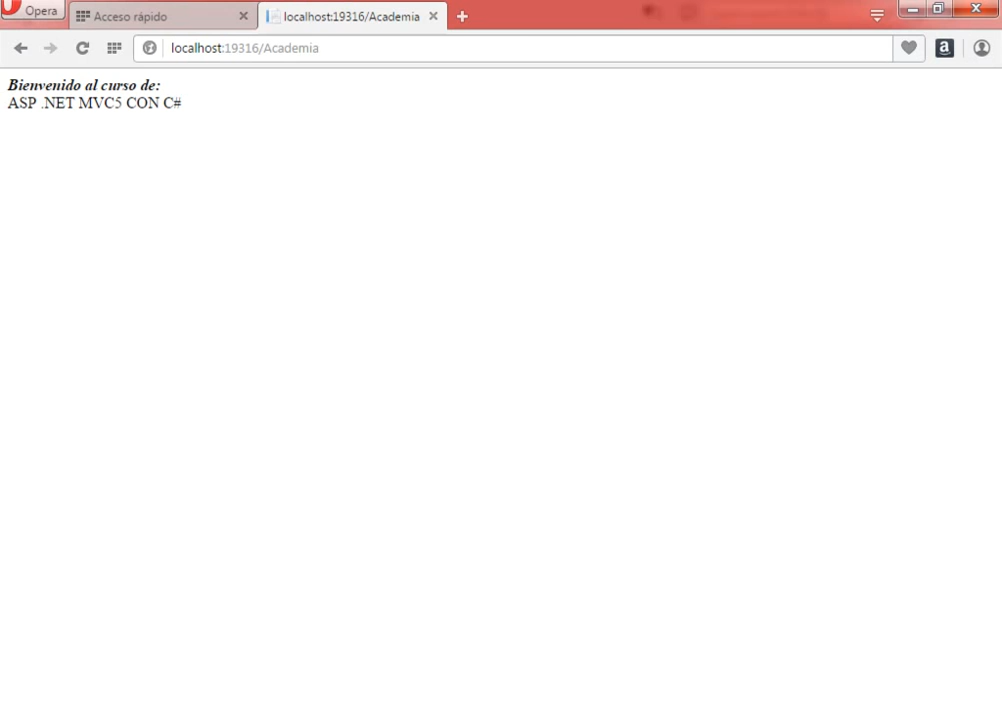 Opera
Acceso rápido
localhost:19316/Academia
localhost:19316/Academia
Bienvenido al curso de:
ASP .NET MVC5 CON C#